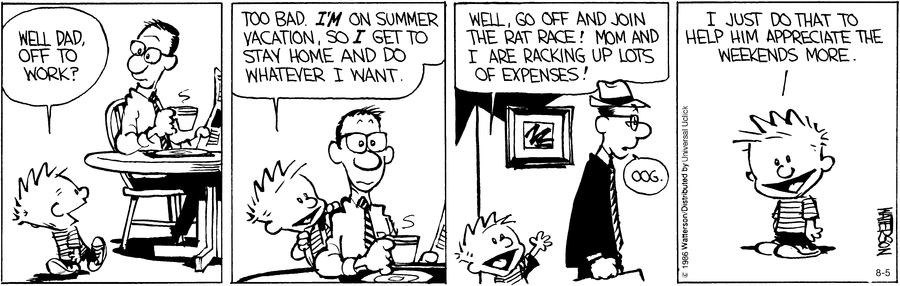 WELL DAD,
OFF TO
WORK?
TOO BAD. I'M ON SUMMER
VACATION, SO I GET TO
STAY HOME AND DO
WHATEVER I WANT.
WELL, GO OFF AND JOIN
THE RAT RACE! MOM AND
I ARE RACKING UP LOTS
OF EXPENSES!
OOG.
© 1986 Watterson/Distributed by Universal Uclick
I JUST DO THAT TO
HELP HIM APPRECIATE THE
WEEKENDS MORE.
WATTERSON
8-5